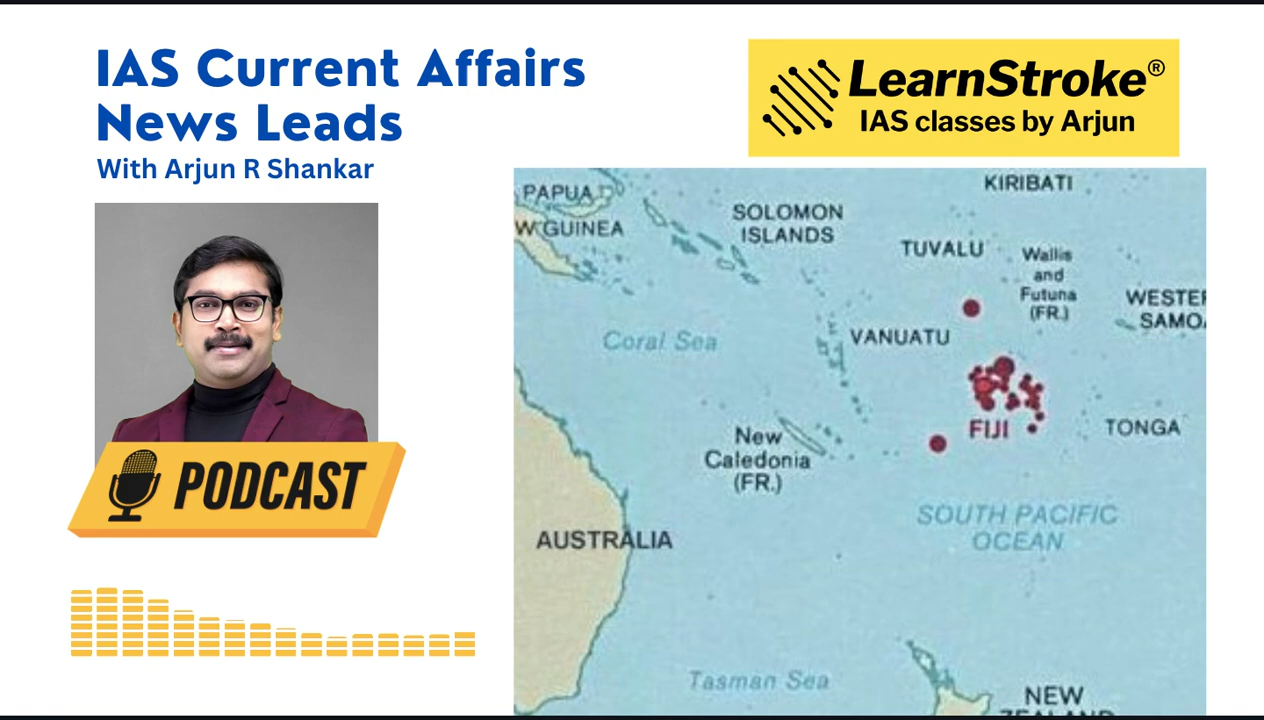 IAS Current Affairs
News Leads
With Arjun R Shankar
LearnStroke®
IAS classes by Arjun
PODCAST
PAPUA
W GUINEA
SOLOMON
ISLANDS
KIRIBATI
TUVALU
Wallis
and
Futuna
(FR.)
WESTER
SAMOA
Coral Sea
VANUATU
FIJI
TONGA
New
Caledonia
(FR.)
SOUTH PACIFIC
OCEAN
AUSTRALIA
Tasman Sea
NEW
ZEALAND